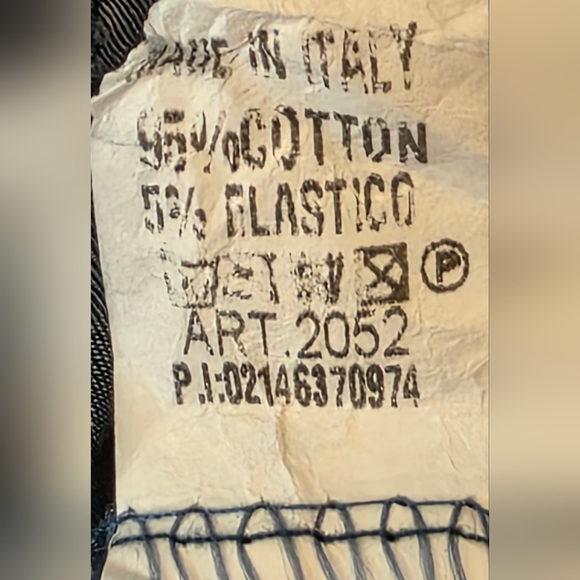 MADE IN ITALY
95% COTTON
5% ELASTICO
P
ART.2052
P.I:02146370974